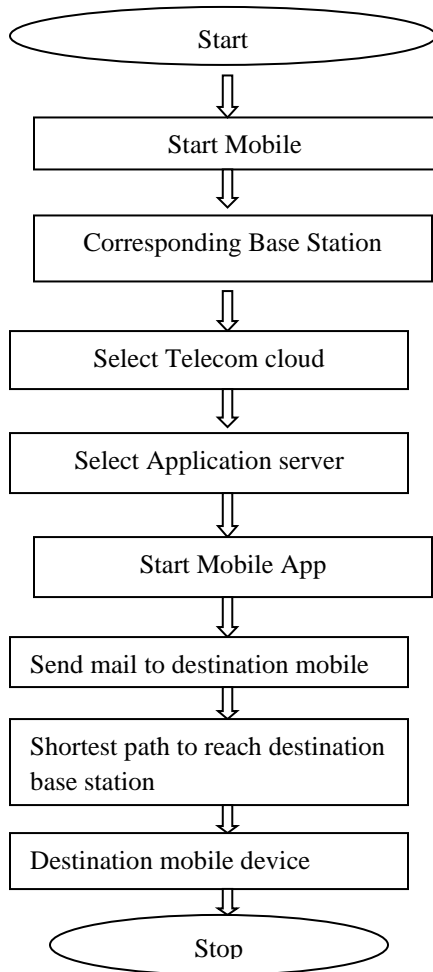 Start
Start Mobile
Corresponding Base Station
Select Telecom cloud
Select Application server
Start Mobile App
Send mail to destination mobile
Shortest path to reach destination
base station
Destination mobile device
Stop